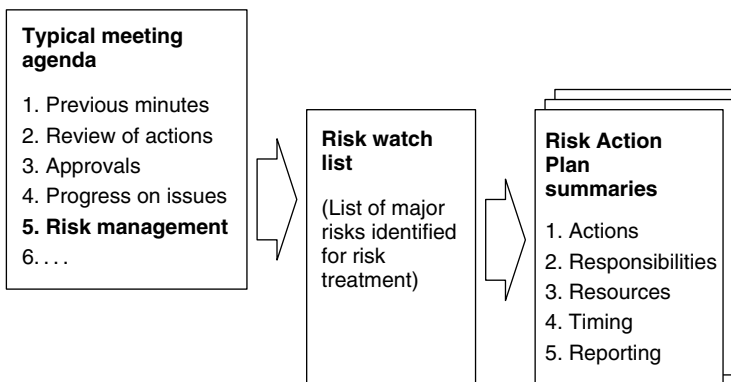 Typical meeting
agenda
1. Previous minutes
2. Review of actions
3. Approvals
4. Progress on issues
5. Risk management
6. . . .
Risk watch
list
(List of major
risks identified
for risk
treatment)
Risk Action
Plan
summaries
1. Actions
2. Responsibilities
3. Resources
4. Timing
5. Reporting